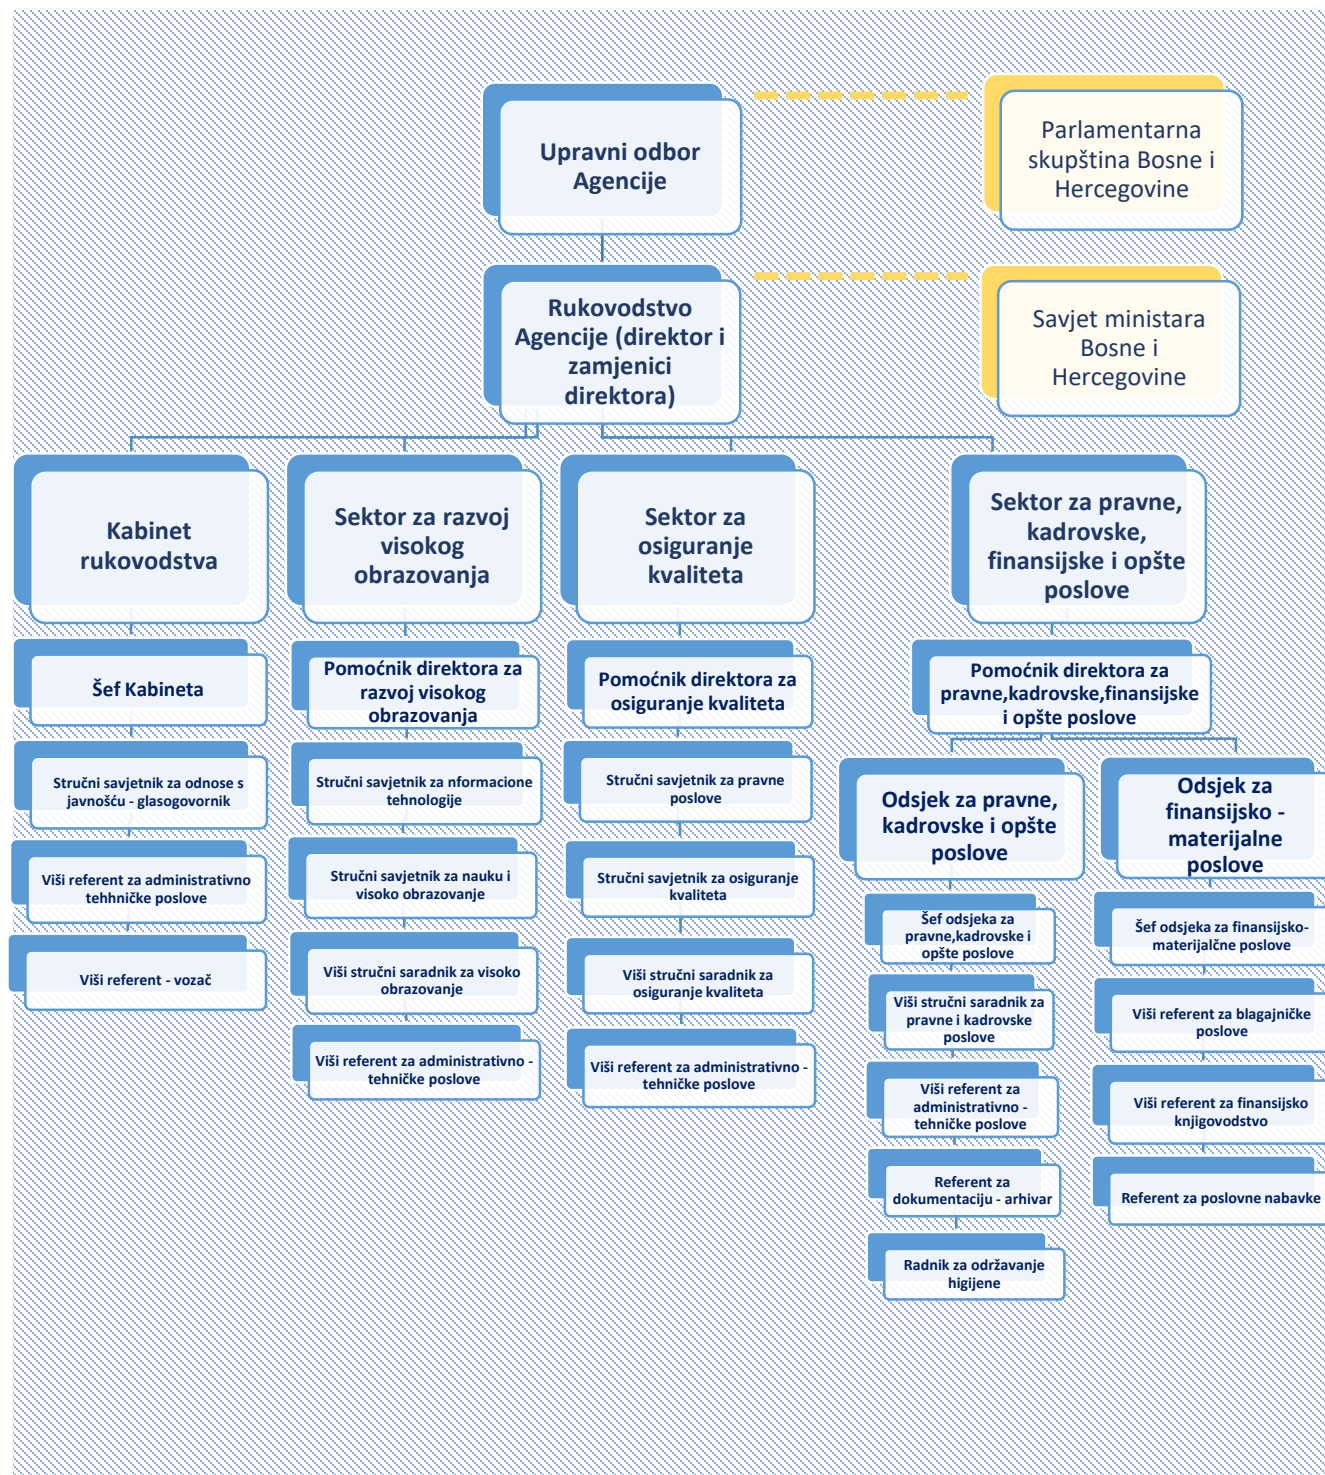 Upravni odbor
Agencije
Parlamentarna
skupština Bosne i
Hercegovine
Rukovodstvo
Agencije (direktor i
zamjenici
direktora)
Savjet ministara
Bosne i
Hercegovine
Kabinet
rukovodstva
Šef Kabineta
Stručni savjetnik za odnose s
javnošću - glasogovornik
Viši referent za administrativno
tehhničke poslove
Viši referent - vozač
Sektor za razvoj
visokog
obrazovanja
Pomoćnik direktora za
razvoj visokog
obrazovanja
Stručni savjetnik za nformacione
tehnologije
Stručni savjetnik za nauku i
visoko obrazovanje
Viši stručni saradnik za visoko
obrazovanje
Viši referent za administrativno -
tehničke poslove
Sektor za
osiguranje
kvaliteta
Pomoćnik direktora za
osiguranje kvaliteta
Stručni savjetnik za pravne
poslove
Stručni savjetnik za osiguranje
kvaliteta
Viši stručni saradnik za
osiguranje kvaliteta
Viši referent za administrativno -
tehničke poslove
Sektor za pravne,
kadrovske,
finansijske i opšte
poslove
Pomoćnik direktora za
pravne,kadrovske,finansijske
i opšte poslove
Odsjek za pravne,
kadrovske i opšte
poslove
Šef odsjeka za
pravne,kadrovske i
opšte poslove
Viši stručni saradnik za
pravne i kadrovske
poslove
Viši referent za
administrativno -
tehničke poslove
Referent za
dokumentaciju - arhivar
Radnik za održavanje
higijene
Odsjek za
finansijsko -
materijalne
poslove
Šef odsjeka za finansijsko-
materijalčne poslove
Viši referent za blagajničke
poslove
Viši referent za finansijsko
knjigovodstvo
Referent za poslovne nabavke